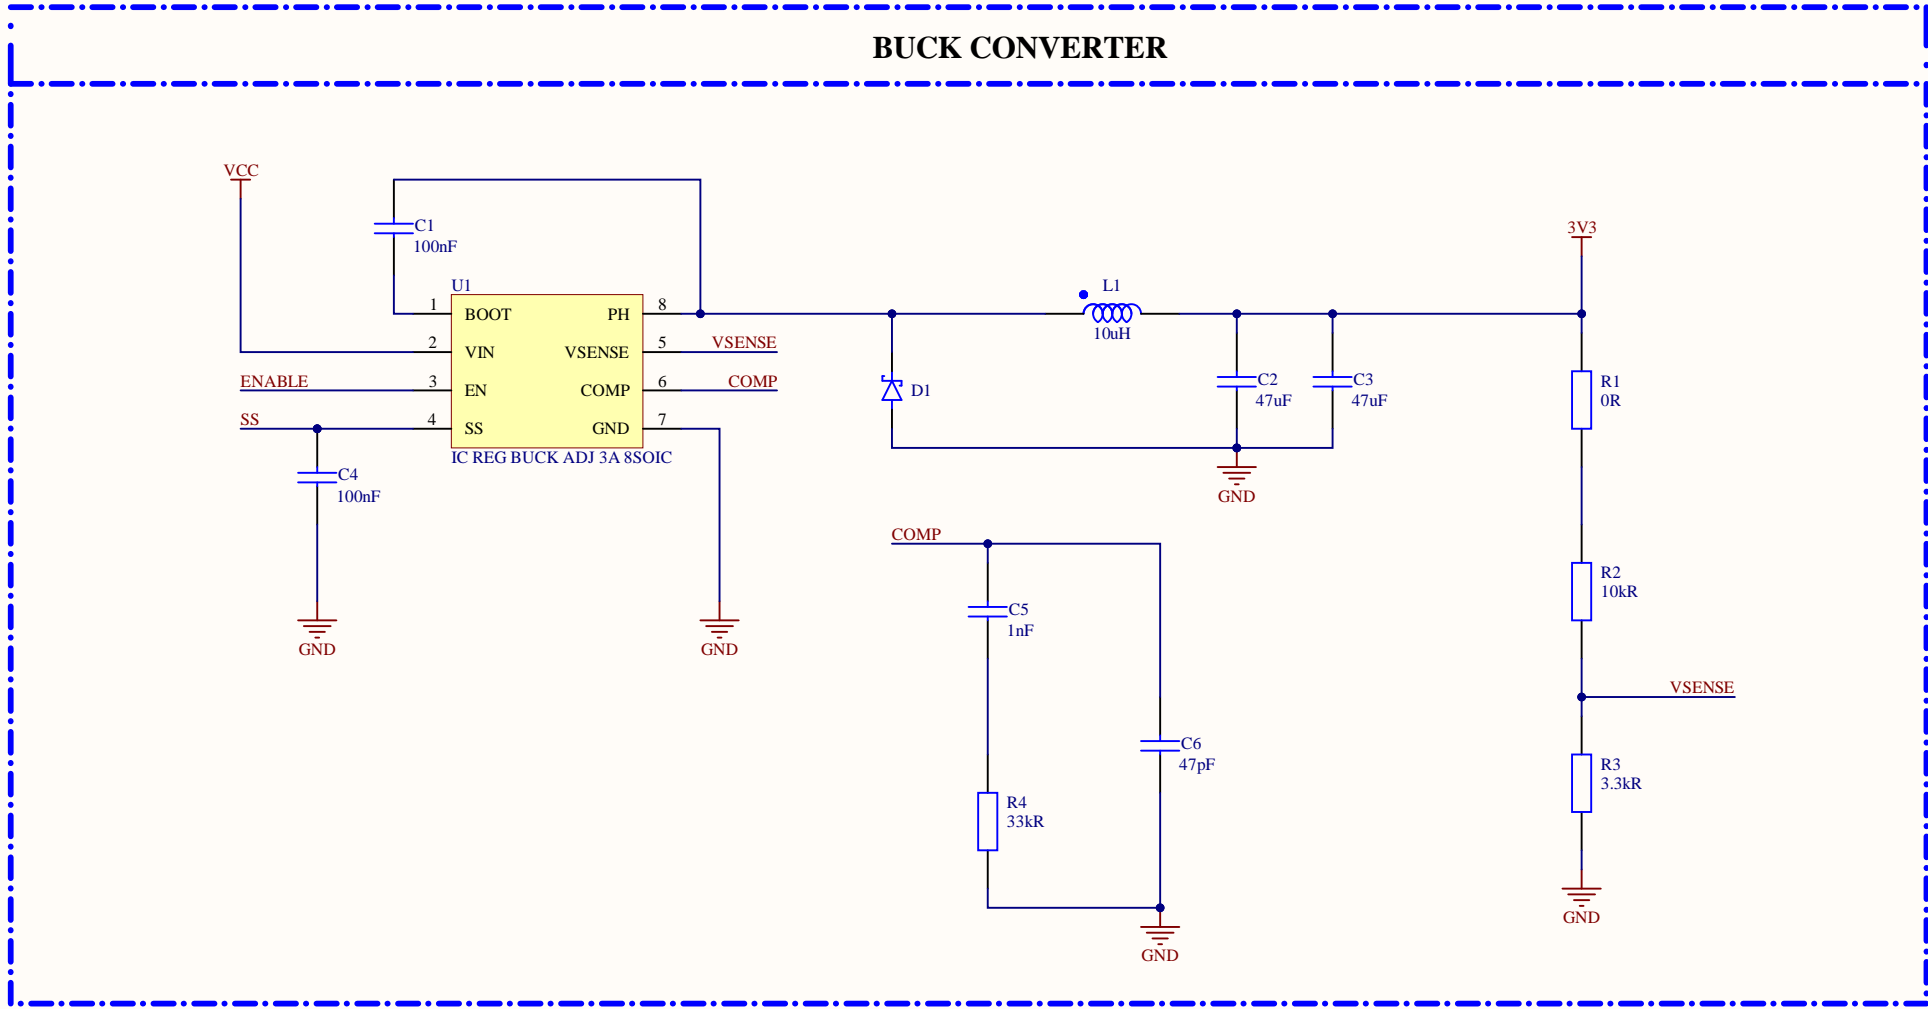 BUCK CONVERTER
VCC
C1
100nF
3V3
U1
L1
1 BOOT PH 8
10uH
2 VIN VSENSE 5 VSENSE
ENABLE 3 EN COMP 6 COMP
D1
C2
47uF
C3
47uF
R1
0R
SS 4 SS GND 7
IC REG BUCK ADJ 3A 8SOIC
C4
100nF
GND
COMP
R2
10kR
C5
1nF
GND
GND
VSENSE
C6
47pF
R3
3.3kR
R4
33kR
GND
GND